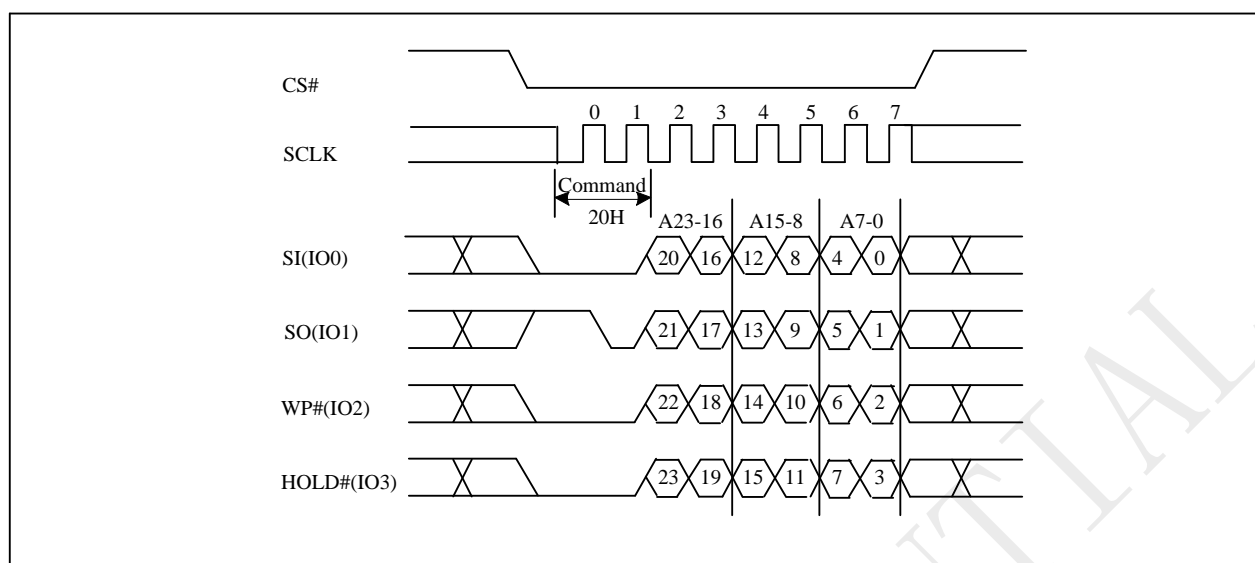 CS#
0 1 2 3 4 5 6 7
SCLK
Command
20H
A23-16 A15-8 A7-0
SI(IO0) 20 16 12 8 4 0
SO(IO1) 21 17 13 9 5 1
WP#(IO2) 22 18 14 10 6 2
HOLD#(IO3) 23 19 15 11 7 3
NTIAL